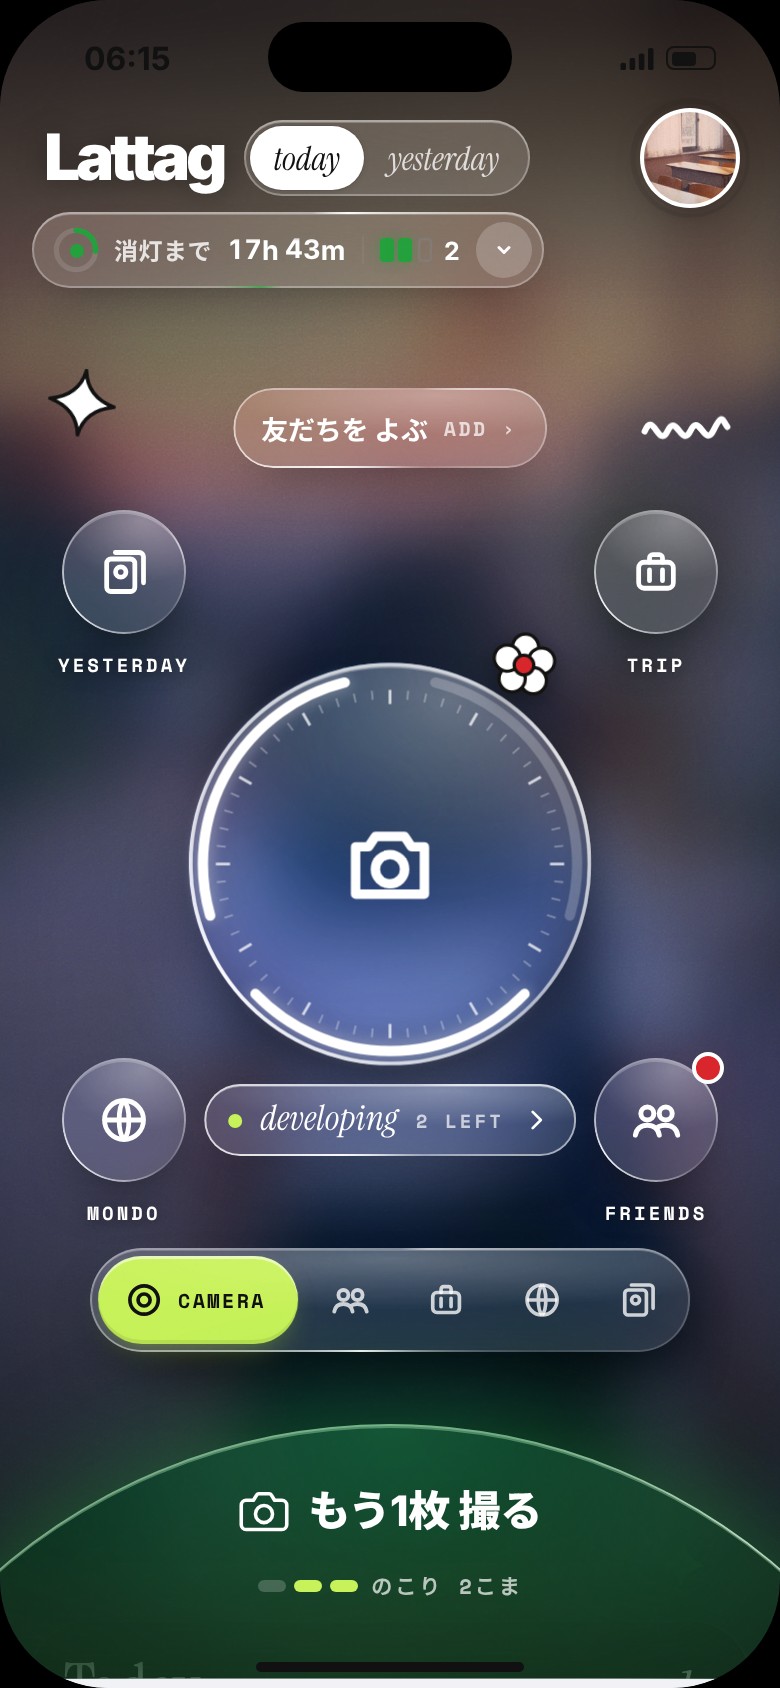 06:15
Lattag today yesterday
消灯まで 17h 43m 2
友だちを よぶ ADD
YESTERDAY
TRIP
developing 2 LEFT
MONDO
FRIENDS
CAMERA
もう1枚 撮る
のこり 2こま